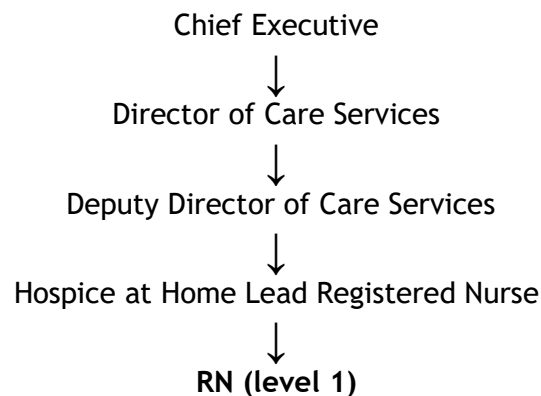 Chief Executive
↓
Director of Care Services
↓
Deputy Director of Care Services
↓
Hospice at Home Lead Registered Nurse
↓
RN (level 1)